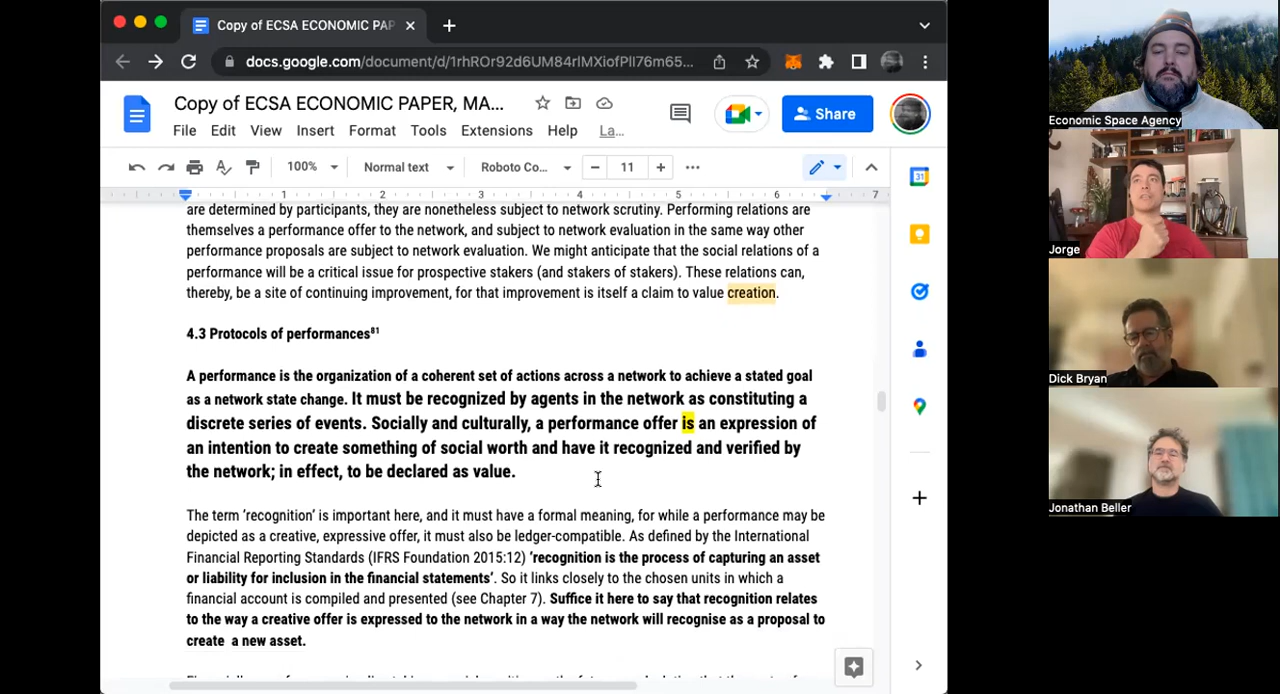 Copy of ECSA ECONOMIC PAP
docs.google.com/document/d/1rhROr92d6UM84rlMXiofPlI76m65...
Copy of ECSA ECONOMIC PAPER, MA...
Share
File Edit View Insert Format Tools Extensions Help La...
100% Normal text Roboto Co... 11
1 2 3 4 5 6 7
31
are determined by participants, they are nonetheless subject to network scrutiny. Performing relations are
themselves a performance offer to the network, and subject to network evaluation in the same way other
performance proposals are subject to network evaluation. We might anticipate that the social relations of a
performance will be a critical issue for prospective stakers (and stakers of stakers). These relations can,
thereby, be a site of continuing improvement, for that improvement is itself a claim to value creation.
4.3 Protocols of performances81
A performance is the organization of a coherent set of actions across a network to achieve a stated goal
as a network state change. It must be recognized by agents in the network as constituting a
discrete series of events. Socially and culturally, a performance offer is an expression of
an intention to create something of social worth and have it recognized and verified by
the network; in effect, to be declared as value.
The term ‘recognition’ is important here, and it must have a formal meaning, for while a performance may be
depicted as a creative, expressive offer, it must also be ledger-compatible. As defined by the International
Financial Reporting Standards (IFRS Foundation 2015:12) ‘recognition is the process of capturing an asset
or liability for inclusion in the financial statements’. So it links closely to the chosen units in which a
financial account is compiled and presented (see Chapter 7). Suffice it here to say that recognition relates
to the way a creative offer is expressed to the network in a way the network will recognise as a proposal to
create a new asset.
Economic Space Agency
Jorge
Dick Bryan
Jonathan Beller